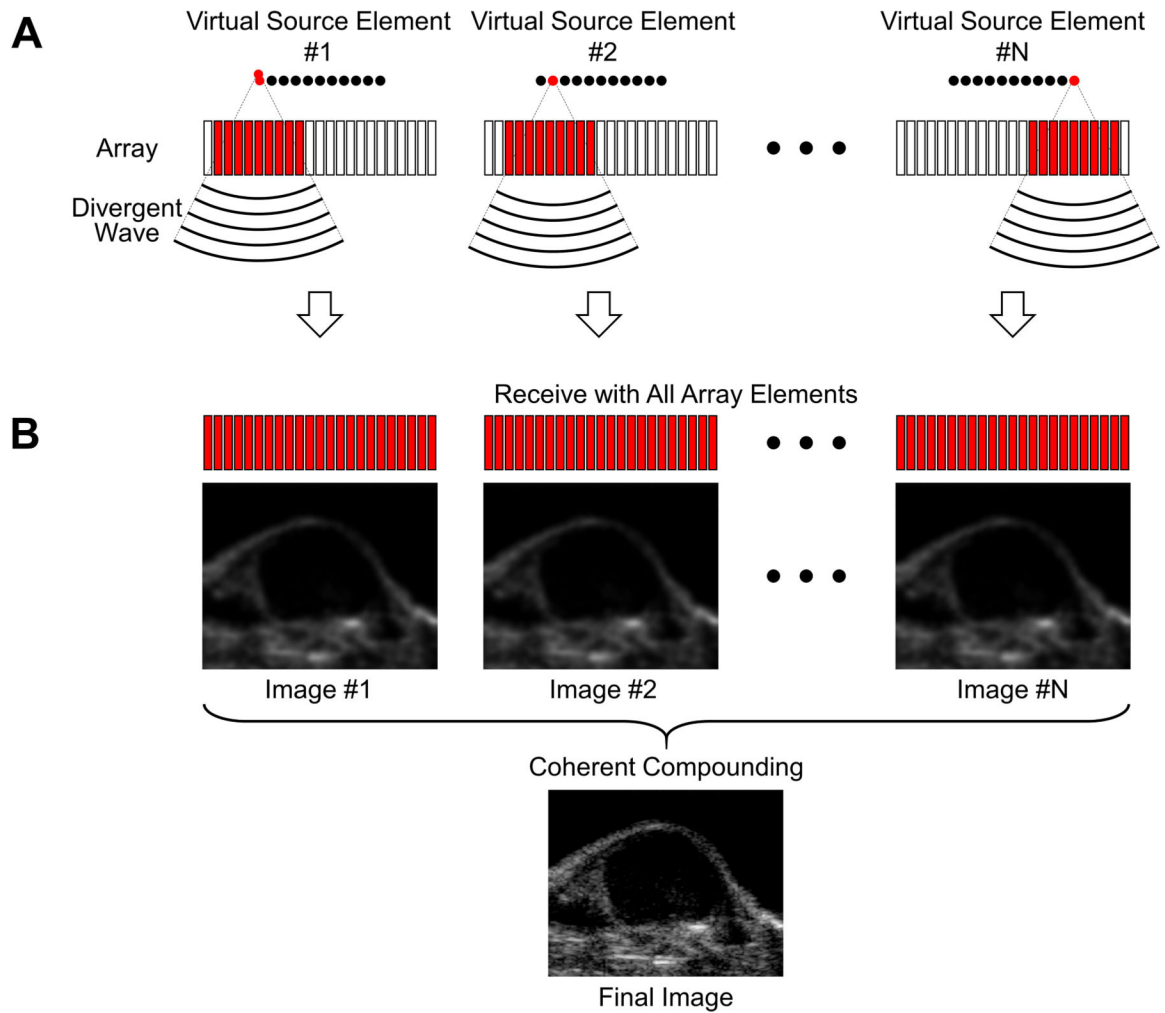 A
Virtual Source Element
#1
Virtual Source Element
#2
Virtual Source Element
#N
Array
Divergent
Wave
Receive with All Array Elements
B
Image #1
Image #2
Image #N
Coherent Compounding
Final Image